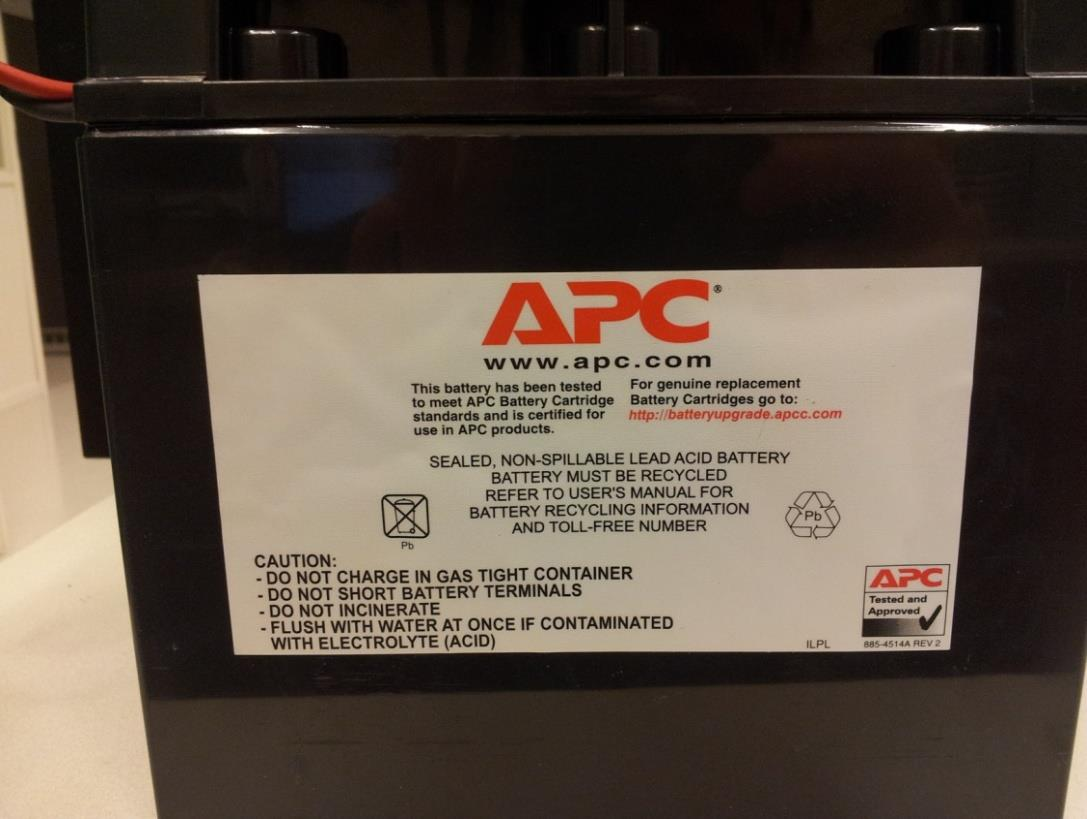 APC®
www.apc.com
This battery has been tested
to meet APC Battery Cartridge
standards and is certified for
use in APC products.
For genuine replacement
Battery Cartridges go to:
http://batteryupgrade.apcc.com
SEALED, NON-SPILLABLE LEAD ACID BATTERY
BATTERY MUST BE RECYCLED
REFER TO USER'S MANUAL FOR
BATTERY RECYCLING INFORMATION
AND TOLL-FREE NUMBER
Pb
Pb
CAUTION:
- DO NOT CHARGE IN GAS TIGHT CONTAINER
- DO NOT SHORT BATTERY TERMINALS
- DO NOT INCINERATE
- FLUSH WITH WATER AT ONCE IF CONTAMINATED
WITH ELECTROLYTE (ACID)
APC
Tested and
Approved
ILPL
885-4514A REV 2